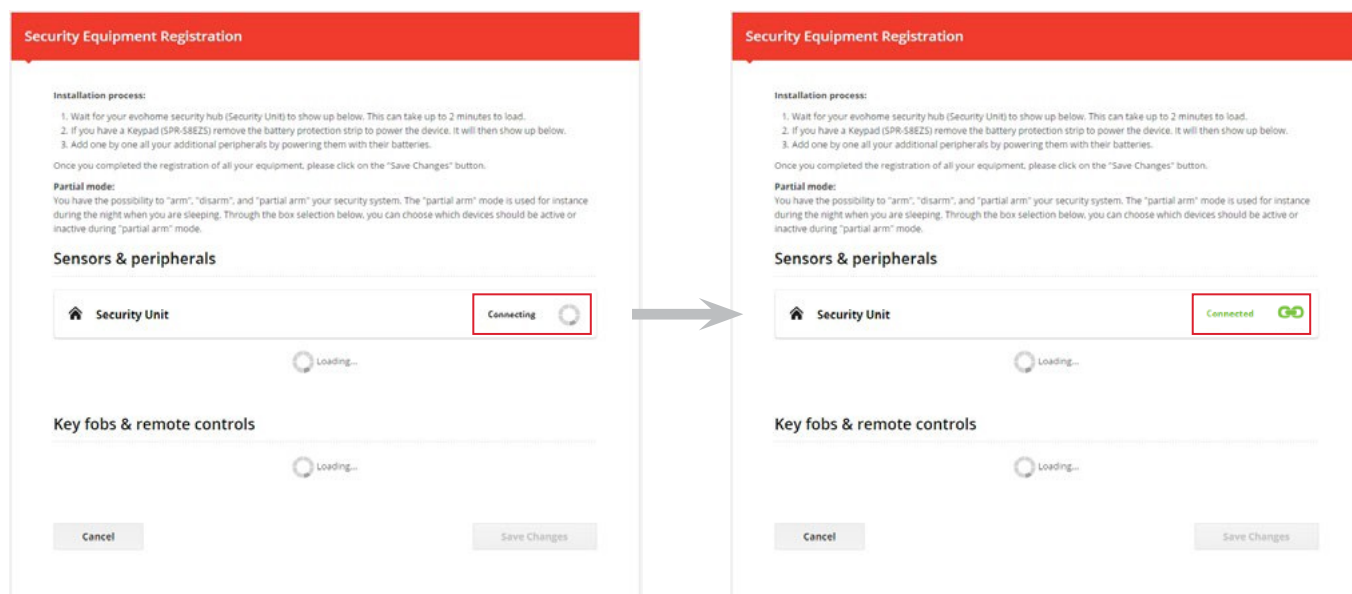 Security Equipment Registration
Installation process:
1. Wait for your evohome security hub (Security Unit) to show up below. This can take up to 2 minutes to load.
2. If you have a Keypad (SPR-S8EZS) remove the battery protection strip to power the device. It will then show up below.
3. Add one by one all your additional peripherals by powering them with their batteries.
Once you completed the registration of all your equipment, please click on the "Save Changes" button.
Partial mode:
You have the possibility to "arm", "disarm", and "partial arm" your security system. The "partial arm" mode is used for instance
during the night when you are sleeping. Through the box selection below, you can choose which devices should be active or
inactive during "partial arm" mode.
Sensors & peripherals
Security Unit
Connecting
Loading...
Key fobs & remote controls
Loading...
Cancel
Save Changes
Security Equipment Registration
Installation process:
1. Wait for your evohome security hub (Security Unit) to show up below. This can take up to 2 minutes to load.
2. If you have a Keypad (SPR-S8EZS) remove the battery protection strip to power the device. It will then show up below.
3. Add one by one all your additional peripherals by powering them with their batteries.
Once you completed the registration of all your equipment, please click on the "Save Changes" button.
Partial mode:
You have the possibility to "arm", "disarm", and "partial arm" your security system. The "partial arm" mode is used for instance
during the night when you are sleeping. Through the box selection below, you can choose which devices should be active or
inactive during "partial arm" mode.
Sensors & peripherals
Security Unit
Connected
Loading...
Key fobs & remote controls
Loading...
Cancel
Save Changes